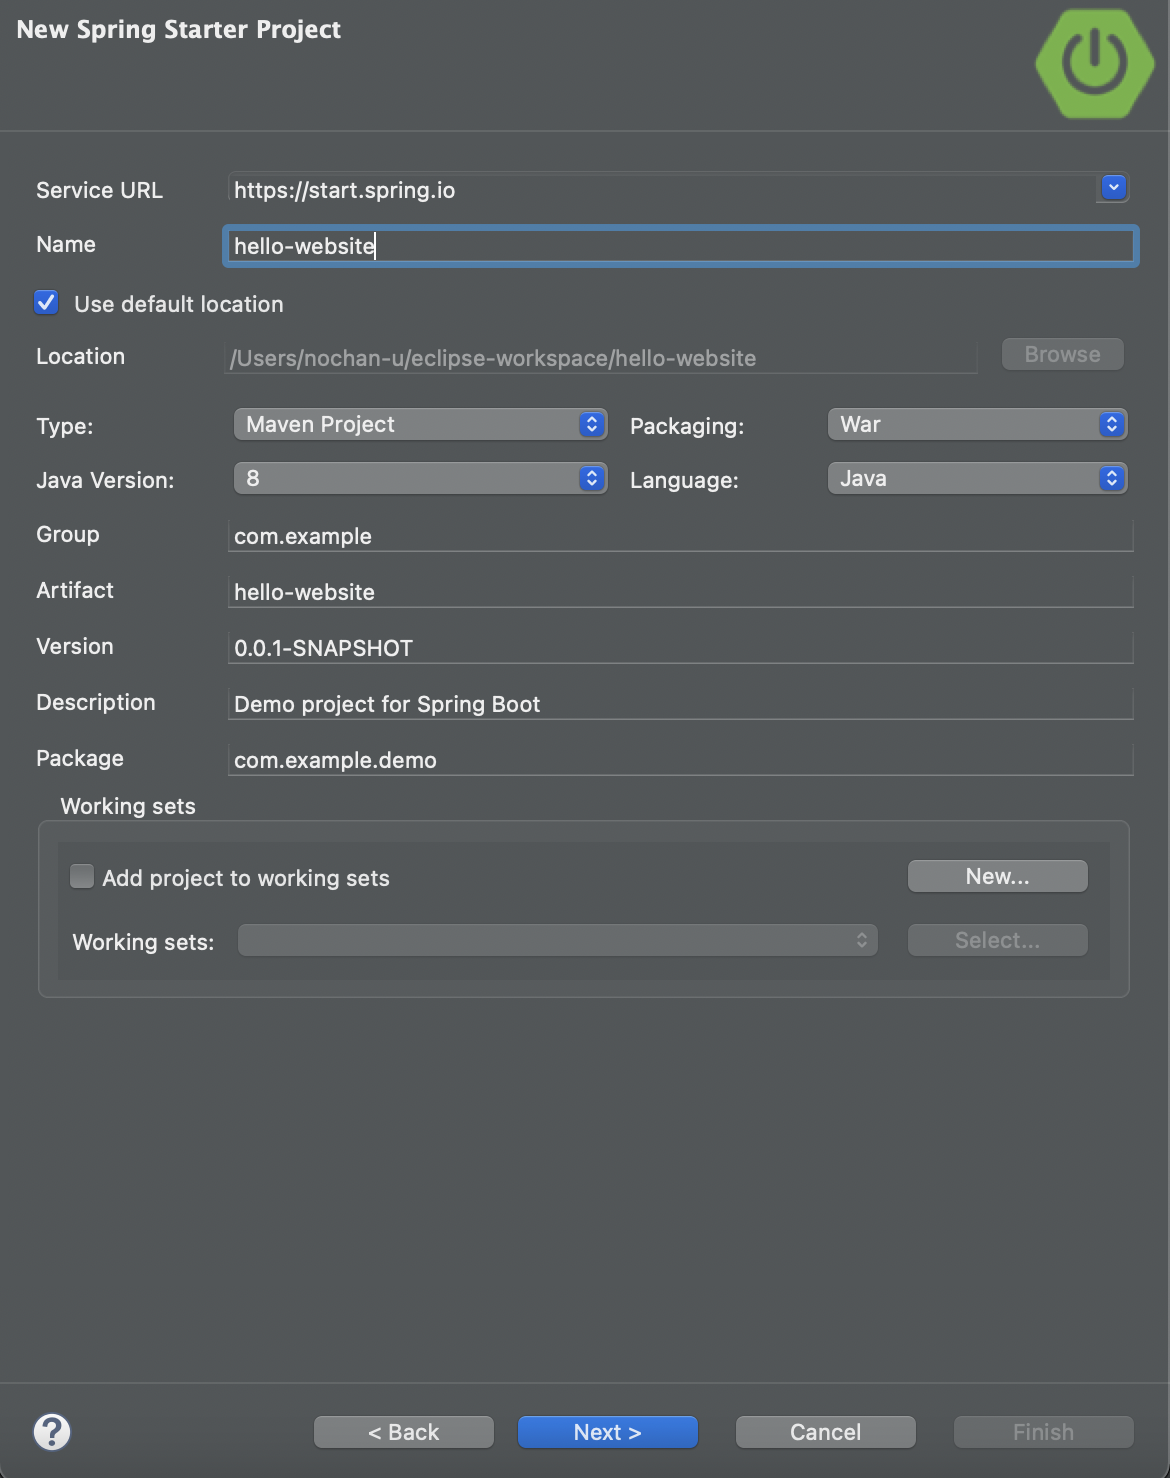 New Spring Starter Project
Service URL https://start.spring.io
Name hello-website
Use default location
Location /Users/nochan-u/eclipse-workspace/hello-website Browse
Type: Maven Project Packaging: War
Java Version: 8 Language: Java
Group com.example
Artifact hello-website
Version 0.0.1-SNAPSHOT
Description Demo project for Spring Boot
Package com.example.demo
Working sets
Add project to working sets New...
Working sets: Select...
? < Back Next > Cancel Finish